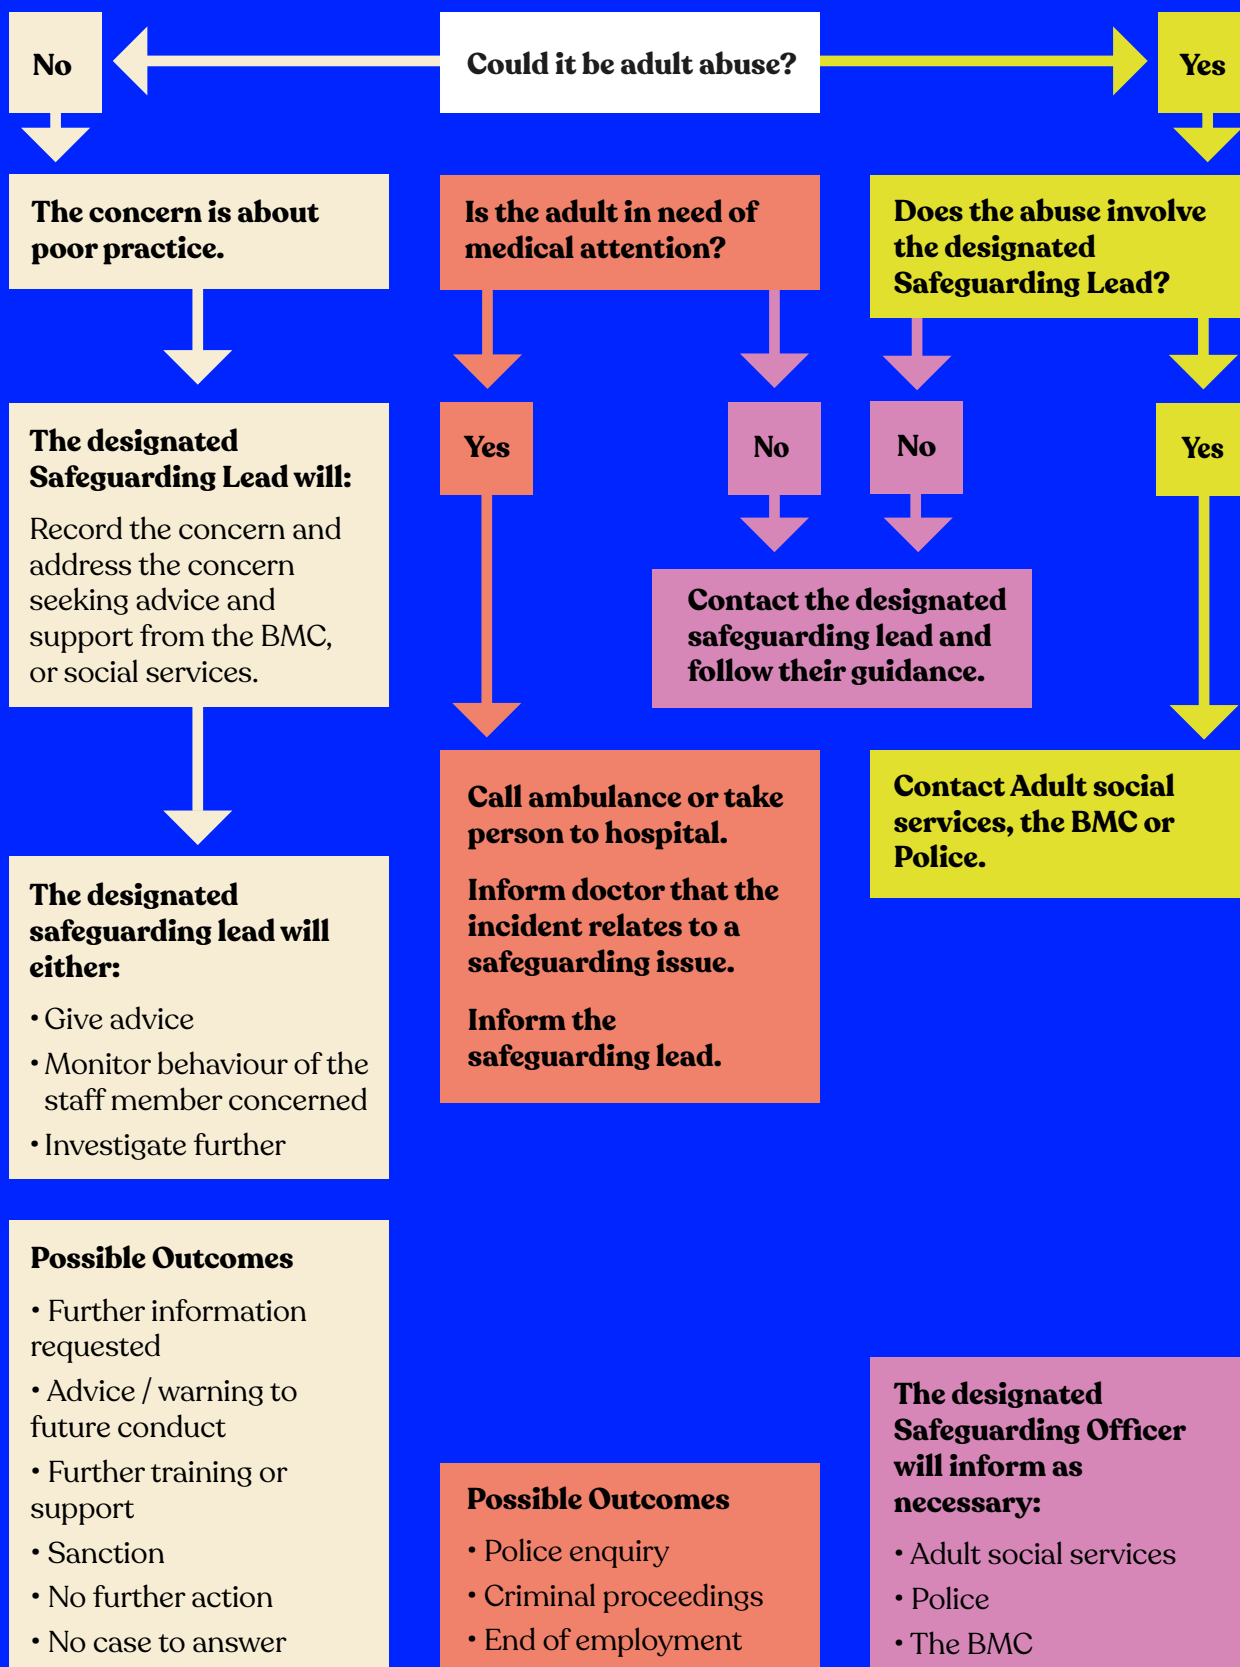 No
Could it be adult abuse?
Yes
The concern is about
poor practice.
Is the adult in need of
medical attention?
Does the abuse involve
the designated
Safeguarding Lead?
The designated
Safeguarding Lead will:
Record the concern and
address the concern
seeking advice and
support from the BMC,
or social services.
Yes
No
No
Yes
Contact the designated
safeguarding lead and
follow their guidance.
Call ambulance or take
person to hospital.
Inform doctor that the
incident relates to a
safeguarding issue.
Inform the
safeguarding lead.
Contact Adult social
services, the BMC or
Police.
The designated
safeguarding lead will
either:
• Give advice
• Monitor behaviour of the
staff member concerned
• Investigate further
Possible Outcomes
• Further information
requested
• Advice / warning to
future conduct
• Further training or
support
• Sanction
• No further action
• No case to answer
Possible Outcomes
• Police enquiry
• Criminal proceedings
• End of employment
The designated
Safeguarding Officer
will inform as
necessary:
• Adult social services
• Police
• The BMC